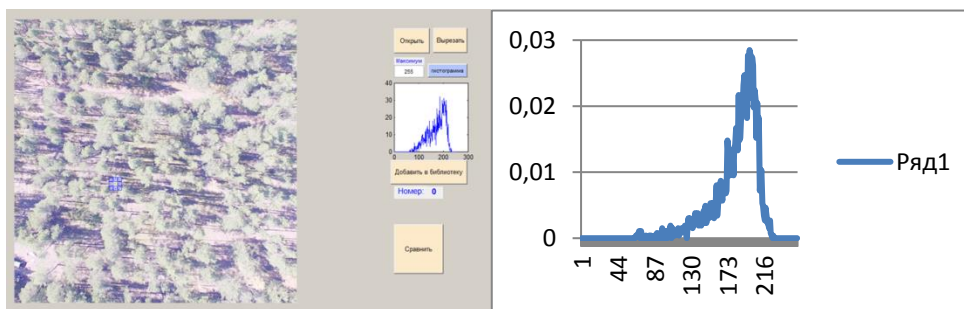 Открыть Вырезать
Максимум
255 гистограмма
40
30
20
10
0
0 100 200 300
Добавить в библиотеку
Номер: 0
Сравнить
0,03
0,02
0,01
0
1 44 87 130 173 216
Ряд1